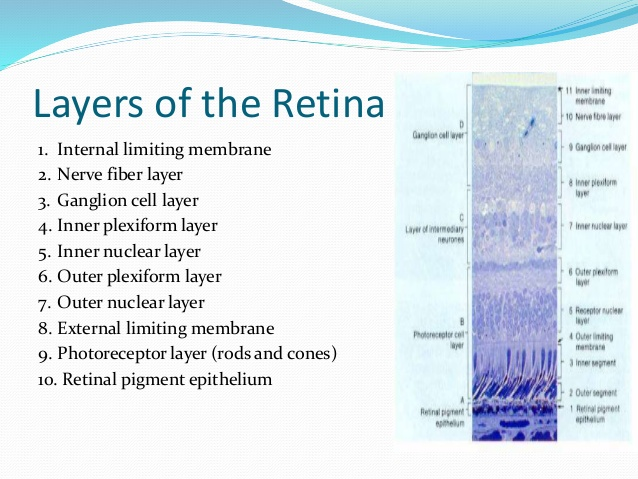 Layers of the Retina
1. Internal limiting membrane
2. Nerve fiber layer
3. Ganglion cell layer
4. Inner plexiform layer
5. Inner nuclear layer
6. Outer plexiform layer
7. Outer nuclear layer
8. External limiting membrane
9. Photoreceptor layer (rods and cones)
10. Retinal pigment epithelium
D
Ganglion cell layer
C
Layer of intermediary
neurones
B
Photoreceptor cell
layer
A
Retinal pigment
epithelium
11 Inner limiting
membrane
10 Nerve fibre layer
9 Ganglion cell layer
8 Inner plexiform
layer
7 Inner nuclear layer
6 Outer plexiform
layer
5 Receptor nuclear
layer
4 Outer limiting
membrane
3 Inner segment
2 Outer segment
1 Retinal pigment
epithelium